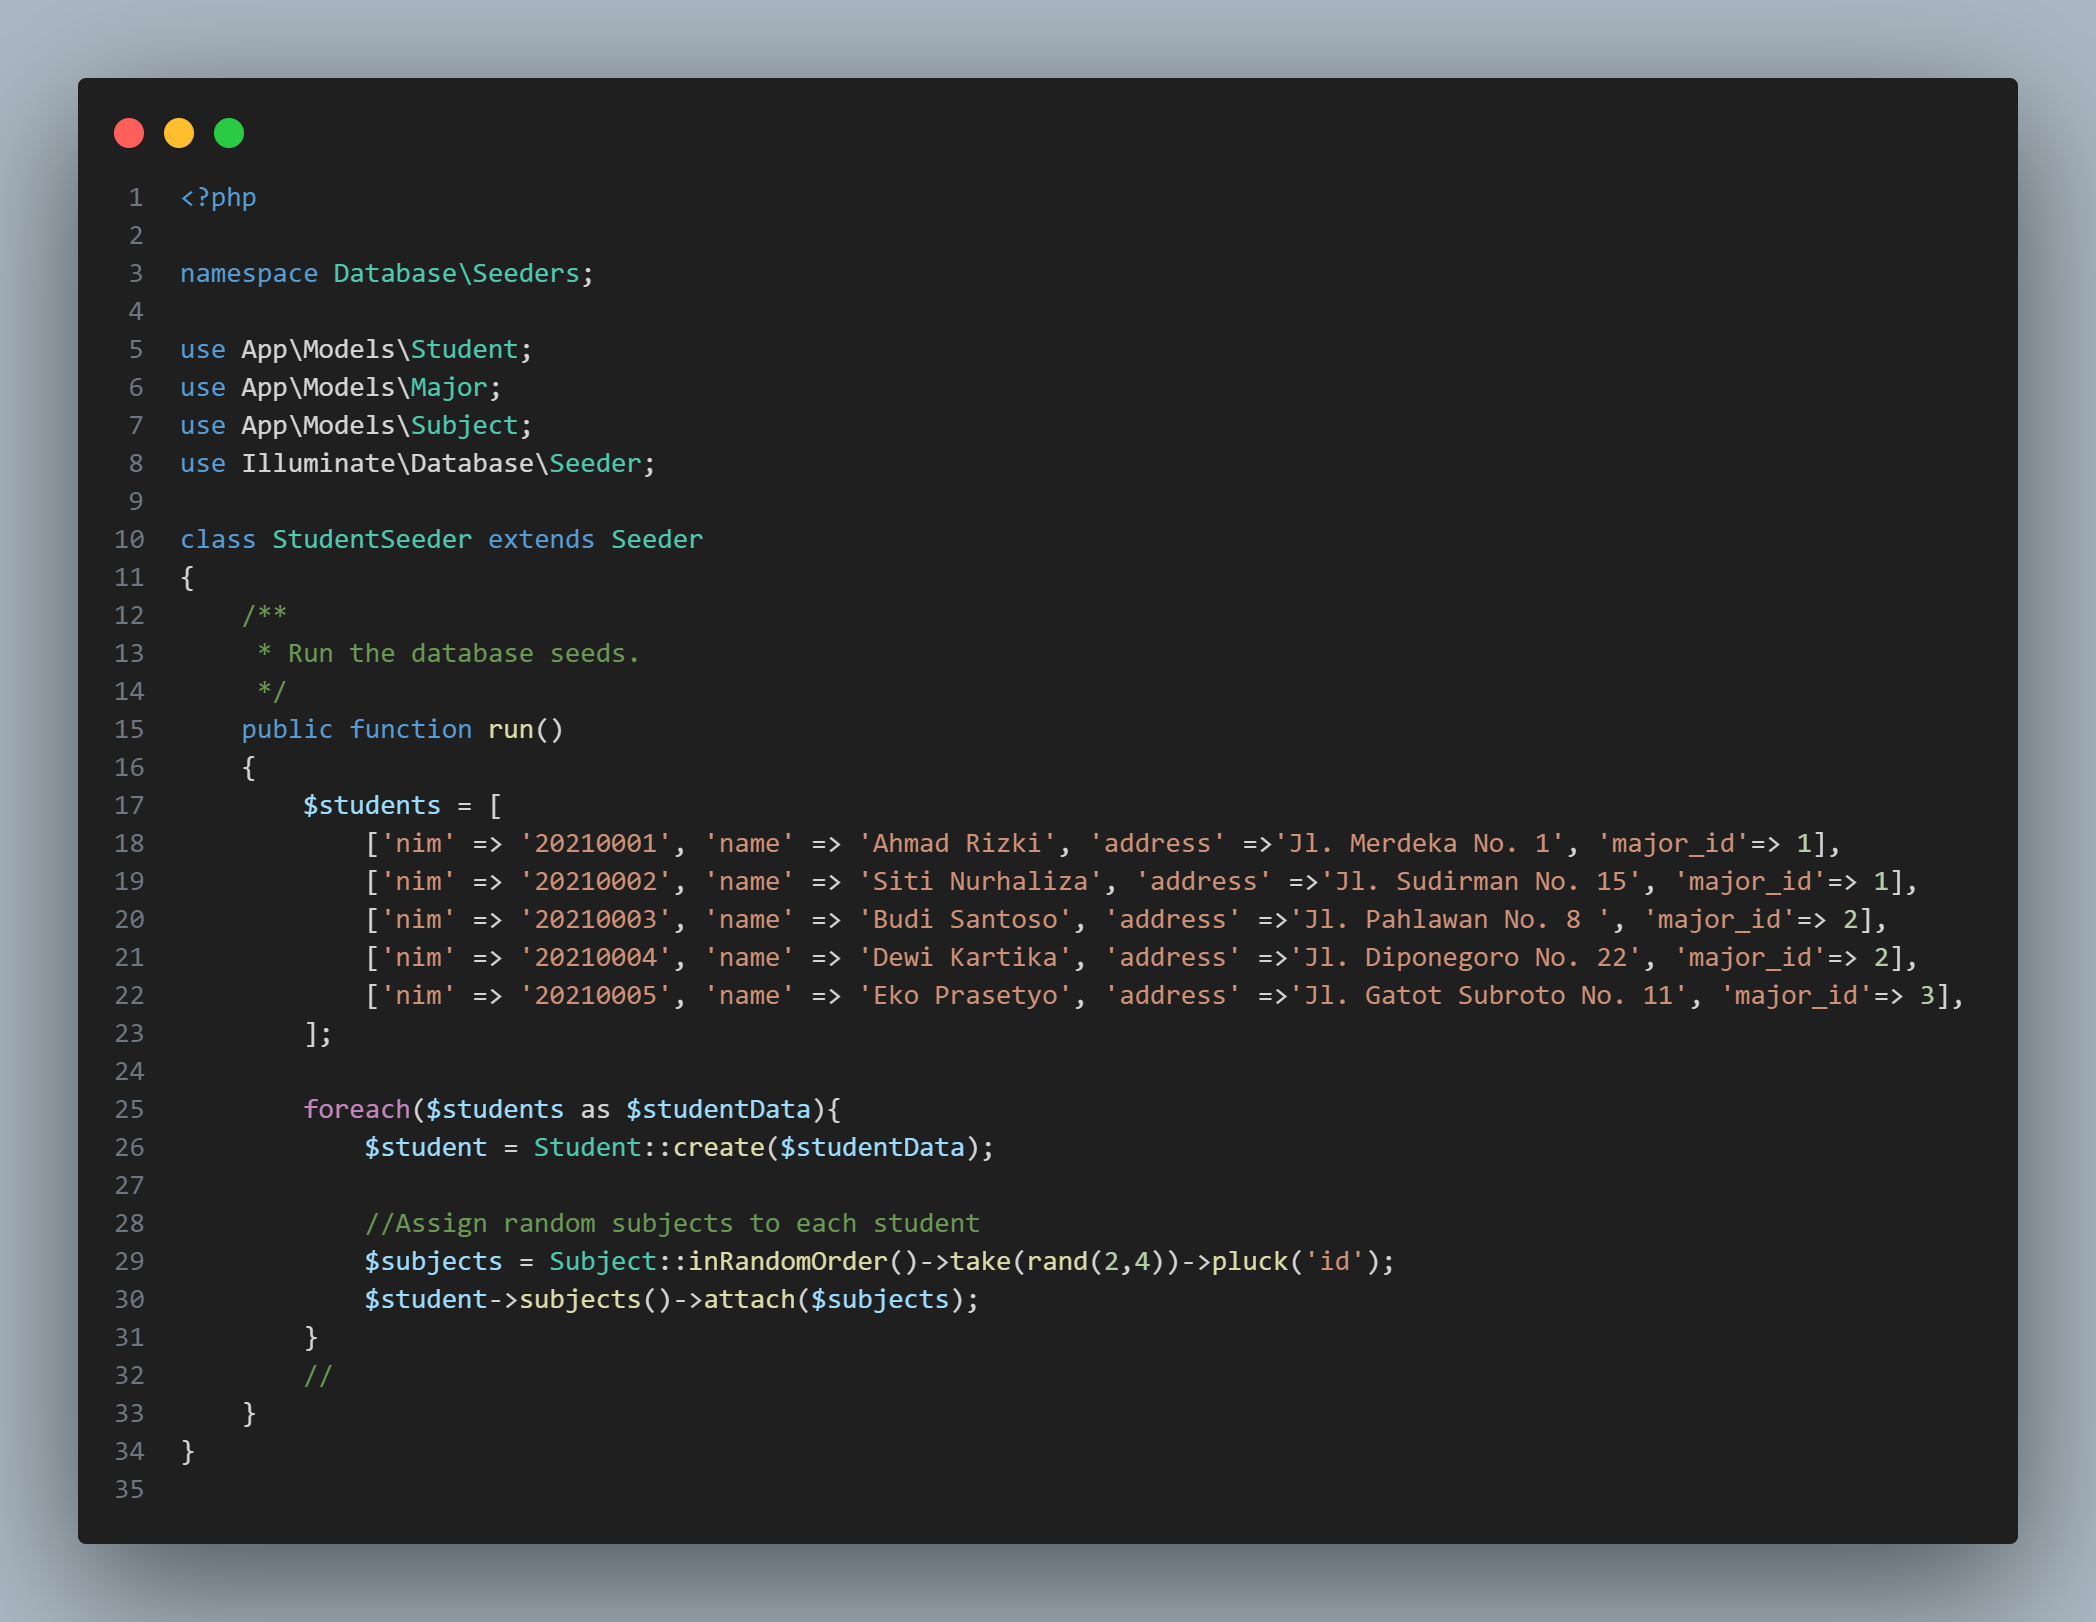 1 <?php
2
3 namespace Database\Seeders;
4
5 use App\Models\Student;
6 use App\Models\Major;
7 use App\Models\Subject;
8 use Illuminate\Database\Seeder;
9
10 class StudentSeeder extends Seeder
11 {
12     /**
13      * Run the database seeds.
14      */
15     public function run()
16     {
17         $students = [
18             ['nim' => '20210001', 'name' => 'Ahmad Rizki', 'address' =>'Jl. Merdeka No. 1', 'major_id'=> 1],
19             ['nim' => '20210002', 'name' => 'Siti Nurhaliza', 'address' =>'Jl. Sudirman No. 15', 'major_id'=> 1],
20             ['nim' => '20210003', 'name' => 'Budi Santoso', 'address' =>'Jl. Pahlawan No. 8 ', 'major_id'=> 2],
21             ['nim' => '20210004', 'name' => 'Dewi Kartika', 'address' =>'Jl. Diponegoro No. 22', 'major_id'=> 2],
22             ['nim' => '20210005', 'name' => 'Eko Prasetyo', 'address' =>'Jl. Gatot Subroto No. 11', 'major_id'=> 3],
23         ];
24
25         foreach($students as $studentData){
26             $student = Student::create($studentData);
27
28             //Assign random subjects to each student
29             $subjects = Subject::inRandomOrder()->take(rand(2,4))->pluck('id');
30             $student->subjects()->attach($subjects);
31         }
32         //
33     }
34 }
35